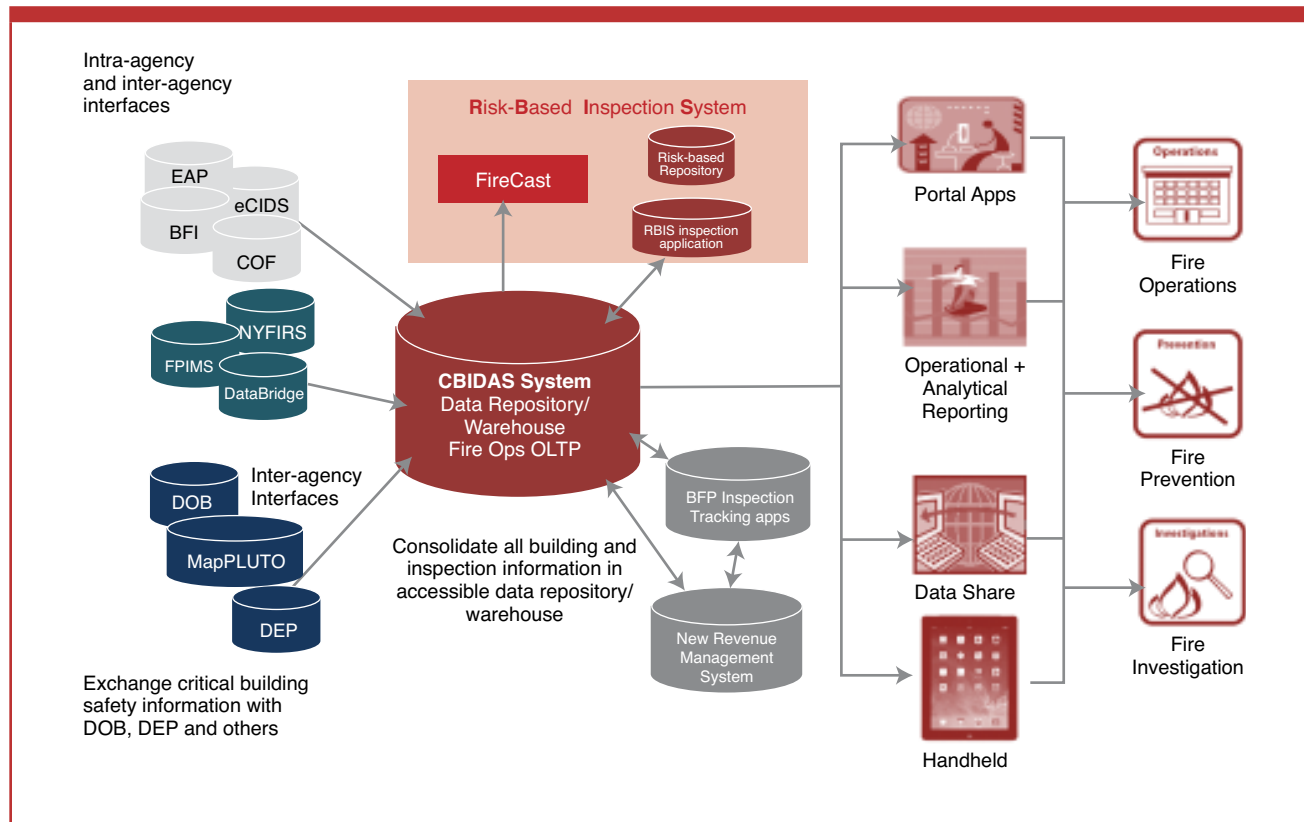 Intra-agency
and inter-agency
interfaces
EAP
eCIDS
BFI
COF
NYFIRS
FPIMS
DataBridge
DOB
Inter-agency
Interfaces
MapPLUTO
DEP
Exchange critical building
safety information with
DOB, DEP and others
Risk-Based Inspection System
FireCast
Risk-based
Repository
RBIS inspection
application
CBIDAS System
Data Repository/
Warehouse
Fire Ops OLTP
Consolidate all building and
inspection information in
accessible data repository/
warehouse
BFP Inspection
Tracking apps
New Revenue
Management
System
Portal Apps
Operational +
Analytical
Reporting
Data Share
Handheld
Operations
Fire
Operations
Prevention
Fire
Prevention
Investigations
Fire
Investigation